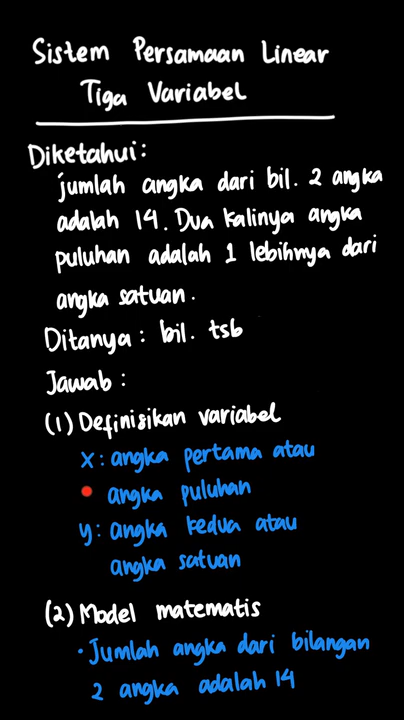 Sistem Persamaan Linear
Tiga Variabel
Diketahui:
jumlah angka dari bil. 2 angka
adalah 14. Dua kalinya angka
puluhan adalah 1 lebihnya dari
angka satuan.
Ditanya: bil. tsb
Jawab:
(1) Definisikan variabel
x: angka pertama atau
angka puluhan
y: angka kedua atau
angka satuan
(2) Model matematis
• Jumlah angka dari bilangan
2 angka adalah 14